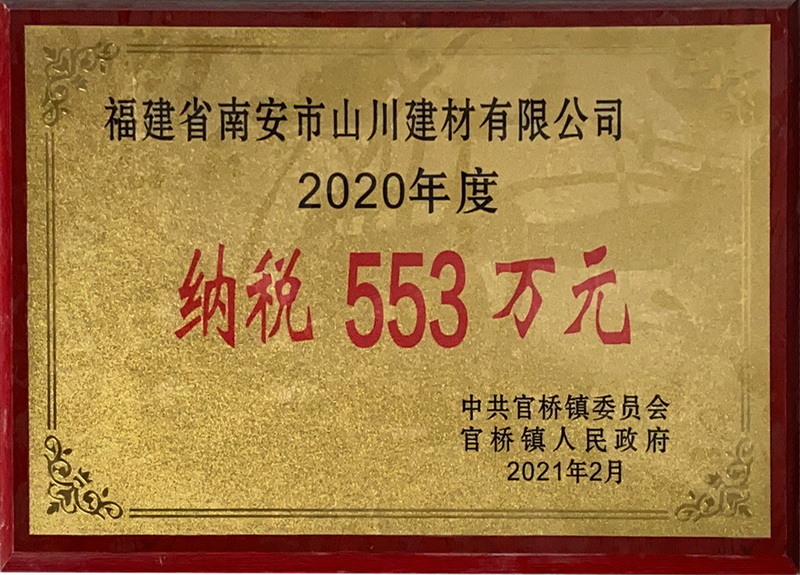 福建省南安市山川建材有限公司
2020年度
纳税 553 万元
中共官桥镇委员会
官桥镇人民政府
2021年2月